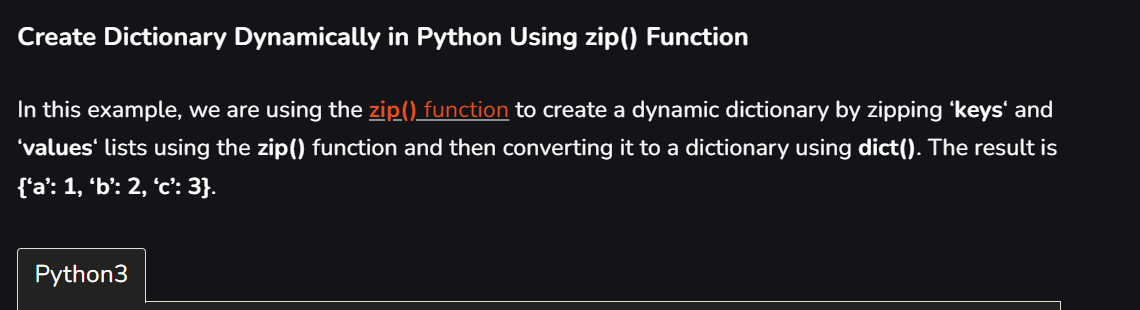 Create Dictionary Dynamically in Python Using zip() Function
In this example, we are using the zip() function to create a dynamic dictionary by zipping ‘keys‘ and
‘values‘ lists using the zip() function and then converting it to a dictionary using dict(). The result is
{‘a’: 1, ‘b’: 2, ‘c’: 3}.
Python3